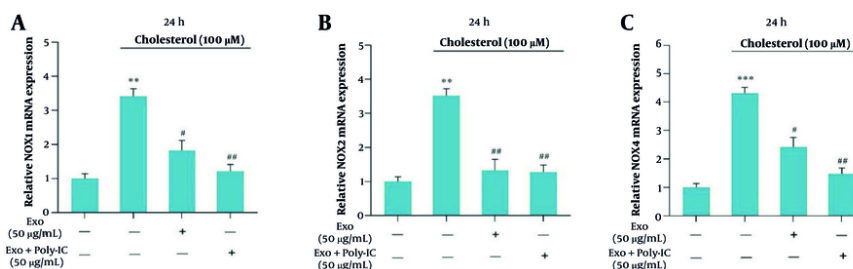 A
24 h
Cholesterol (100 μM)
Relative NOX1 mRNA expression
5
4
3
2
1
0
**
#
##
Exo
(50 μg/mL)
— — + —
Exo + Poly-IC
(50 μg/mL)
— — — +
B
24 h
Cholesterol (100 μM)
Relative NOX2 mRNA expression
5
4
3
2
1
0
**
##
##
Exo
(50 μg/mL)
— — + —
Exo + Poly-IC
(50 μg/mL)
— — — +
C
24 h
Cholesterol (100 μM)
Relative NOX4 mRNA expression
6
5
4
3
2
1
0
***
#
##
Exo
(50 μg/mL)
— — + —
Exo + Poly-IC
(50 μg/mL)
— — — +